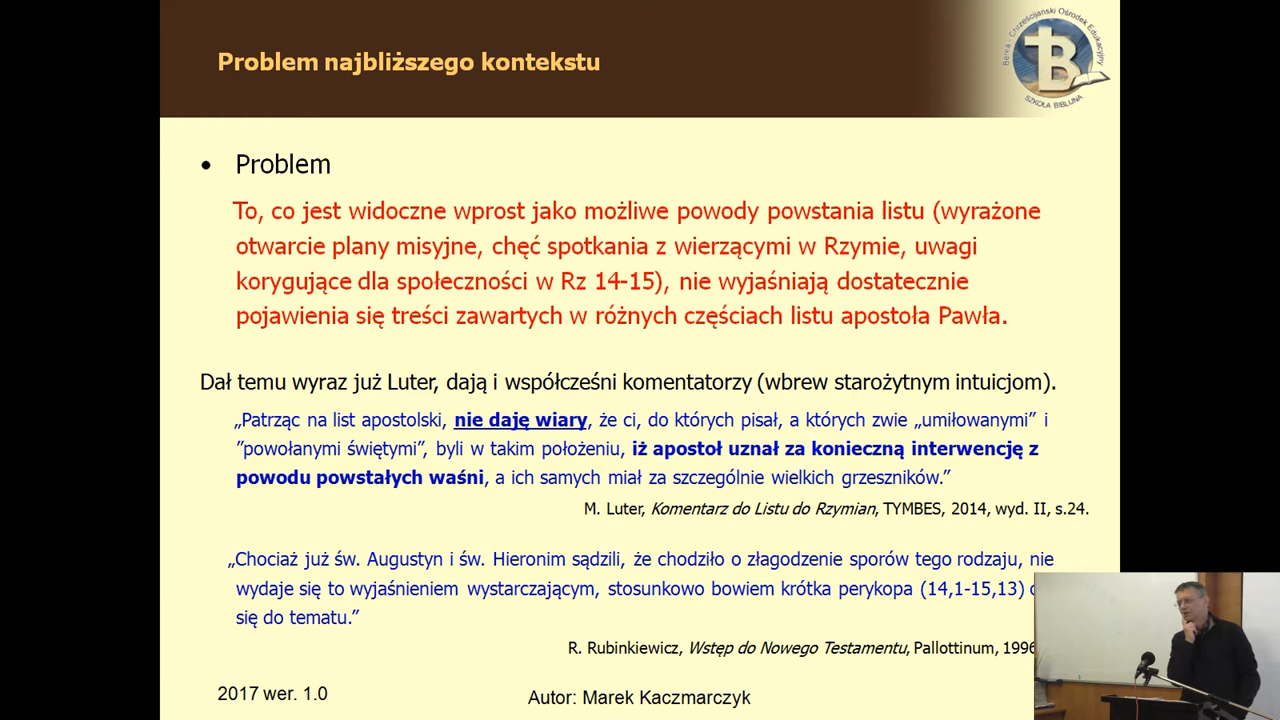 Problem najbliższego kontekstu
Berea - Chrześcijański Ośrodek Edukacyjny
SZKOŁA BIBLIJNA
• Problem
To, co jest widoczne wprost jako możliwe powody powstania listu (wyrażone
otwarcie plany misyjne, chęć spotkania z wierzącymi w Rzymie, uwagi
korygujące dla społeczności w Rz 14-15), nie wyjaśniają dostatecznie
pojawienia się treści zawartych w różnych częściach listu apostoła Pawła.
Dał temu wyraz już Luter, dają i współcześni komentatorzy (wbrew starożytnym intuicjom).
„Patrząc na list apostolski, nie daję wiary, że ci, do których pisał, a których zwie „umiłowanymi” i
”powołanymi świętymi”, byli w takim położeniu, iż apostoł uznał za konieczną interwencję z
powodu powstałych waśni, a ich samych miał za szczególnie wielkich grzeszników.”
M. Luter, Komentarz do Listu do Rzymian, TYMBES, 2014, wyd. II, s.24.
„Chociaż już św. Augustyn i św. Hieronim sądzili, że chodziło o złagodzenie sporów tego rodzaju, nie
wydaje się to wyjaśnieniem wystarczającym, stosunkowo bowiem krótka perykopa (14,1-15,13)
się do tematu.”
R. Rubinkiewicz, Wstęp do Nowego Testamentu, Pallottinum, 1996
2017 wer. 1.0
Autor: Marek Kaczmarczyk